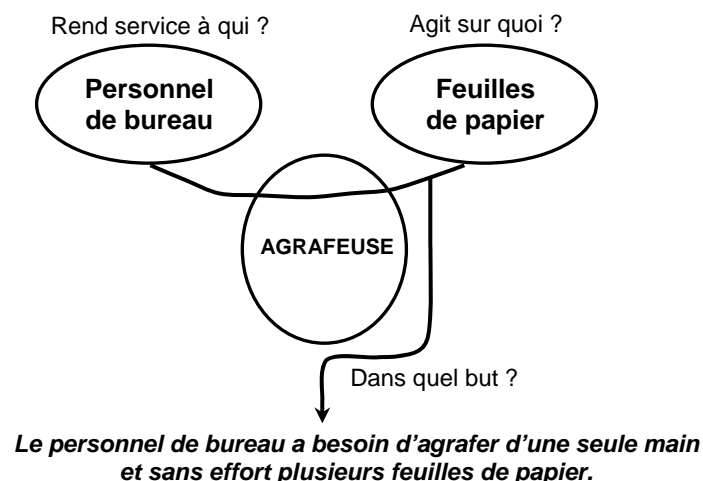 Rend service à qui ?
Agit sur quoi ?
Personnel
de bureau
Feuilles
de papier
AGRAFEUSE
Dans quel but ?
Le personnel de bureau a besoin d’agrafer d’une seule main
et sans effort plusieurs feuilles de papier.